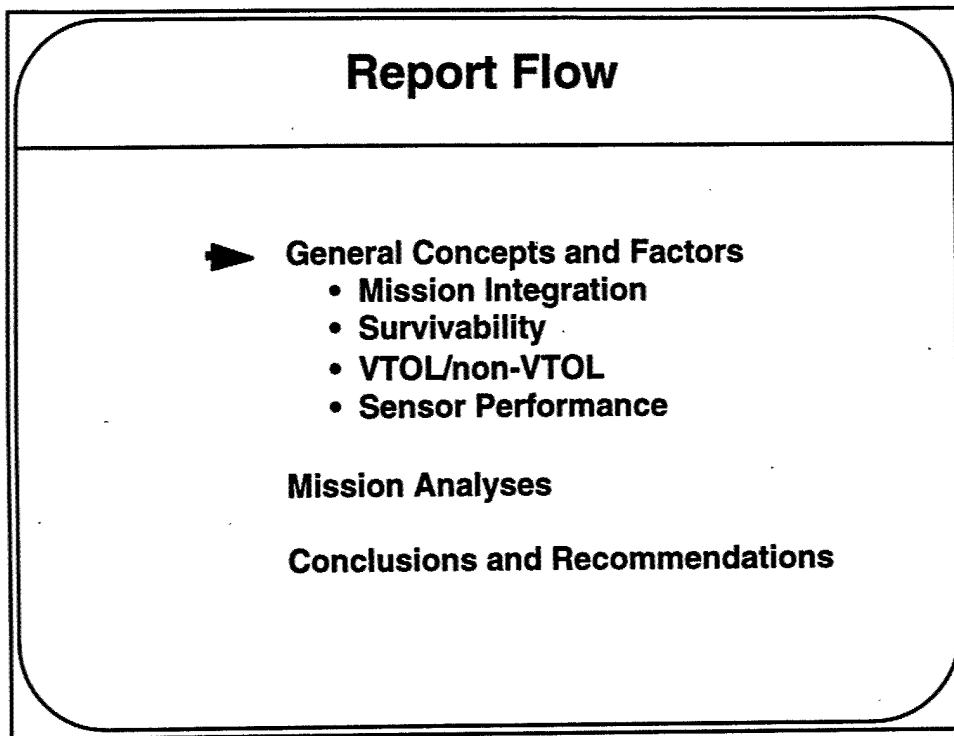 Report Flow
General Concepts and Factors
• Mission Integration
• Survivability
• VTOL/non-VTOL
• Sensor Performance
Mission Analyses
Conclusions and Recommendations